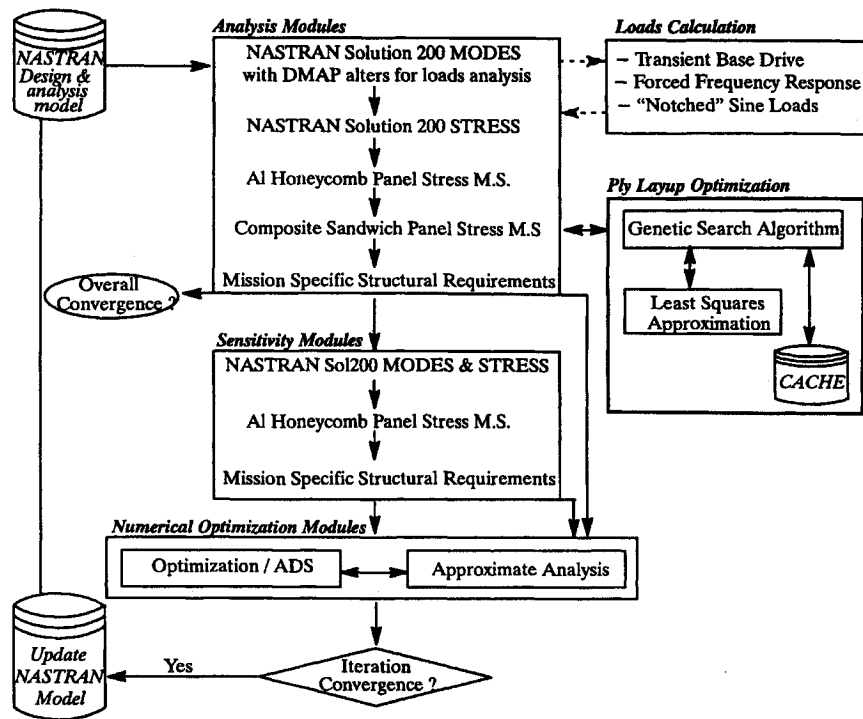 NASTRAN
Design &
analysis
model
Analysis Modules
NASTRAN Solution 200 MODES
with DMAP alters for loads analysis
NASTRAN Solution 200 STRESS
Al Honeycomb Panel Stress M.S.
Composite Sandwich Panel Stress M.S
Mission Specific Structural Requirements
Loads Calculation
– Transient Base Drive
– Forced Frequency Response
– “Notched” Sine Loads
Ply Layup Optimization
Genetic Search Algorithm
Least Squares
Approximation
CACHE
Overall
Convergence ?
Sensitivity Modules
NASTRAN Sol200 MODES & STRESS
Al Honeycomb Panel Stress M.S.
Mission Specific Structural Requirements
Numerical Optimization Modules
Optimization / ADS
Approximate Analysis
Update
NASTRAN
Model
Yes
Iteration
Convergence ?